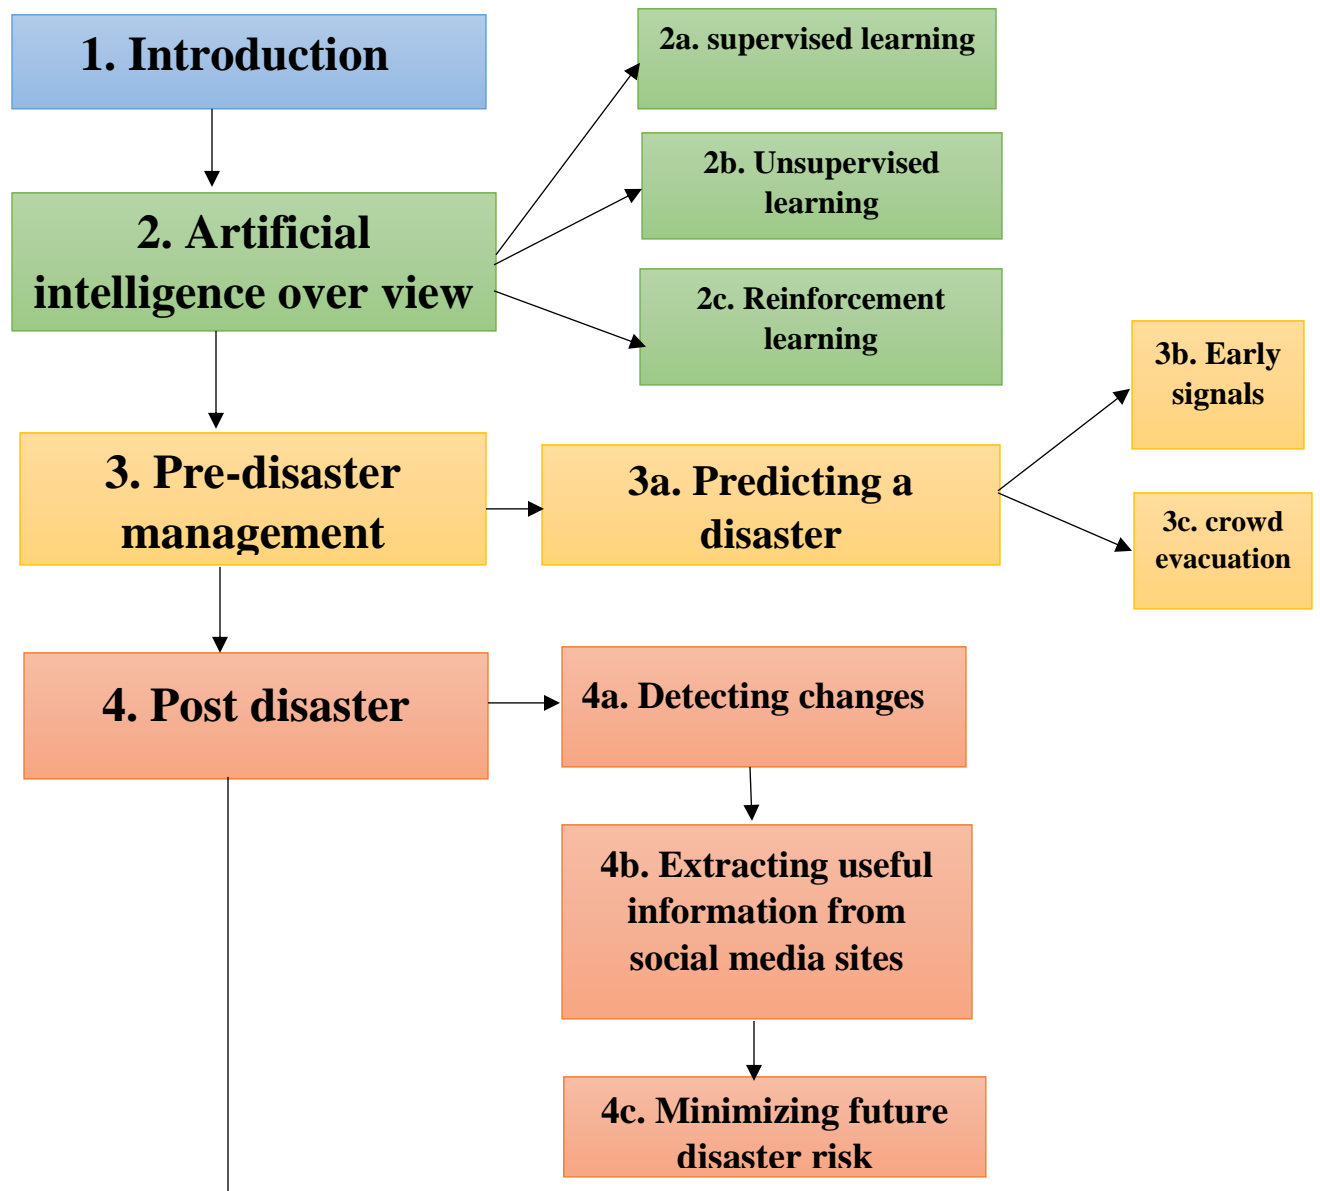 1. Introduction
2a. supervised learning
2b. Unsupervised
learning
2. Artificial
intelligence over view
2c. Reinforcement
learning
3b. Early
signals
3. Pre-disaster
management
3a. Predicting a
disaster
3c. crowd
evacuation
4. Post disaster
4a. Detecting changes
4b. Extracting useful
information from
social media sites
4c. Minimizing future
disaster risk